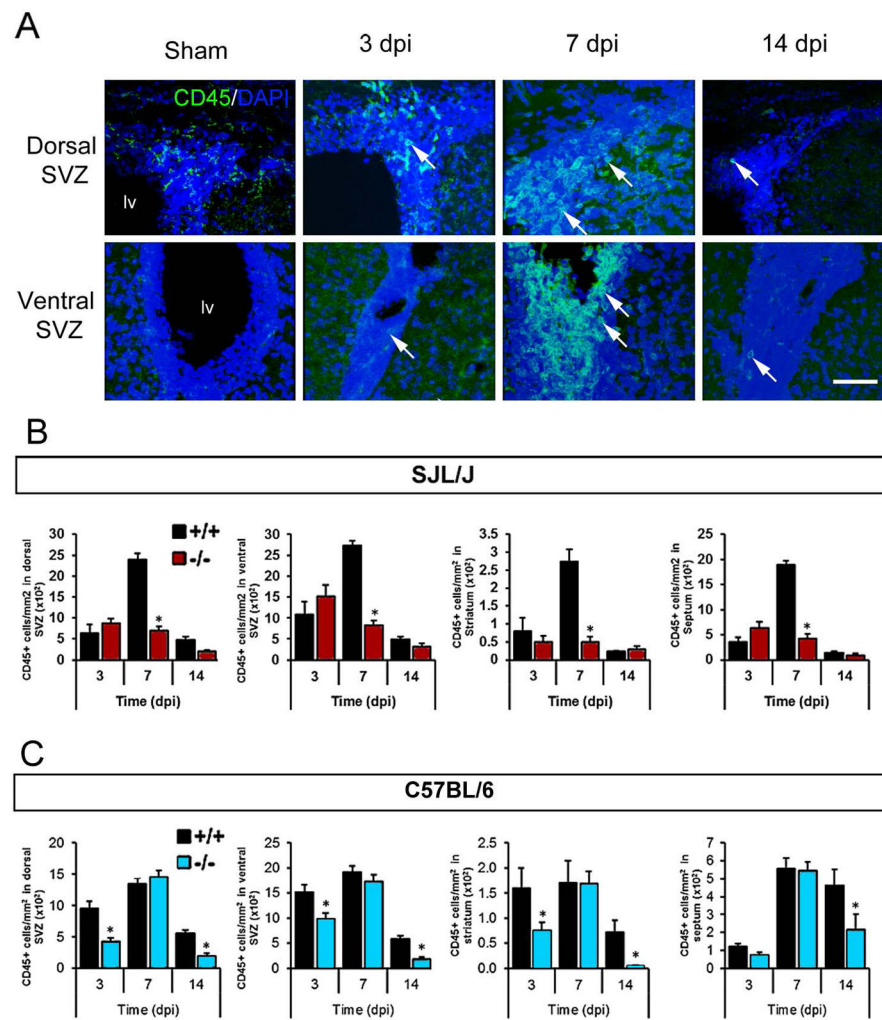 A
Sham
3 dpi
7 dpi
14 dpi
CD45/DAPI
Dorsal
SVZ
lv
Ventral
SVZ
lv
B
SJL/J
CD45+ cells/mm2 in dorsal
SVZ (x10²)
30
25
20
15
10
5
0
+/+
-/-
*
3
7
14
Time (dpi)
CD45+ cells/mm2 in ventral
SVZ (x10²)
30
25
20
15
10
5
0
*
3
7
14
Time (dpi)
CD45+ cells/mm² in
Striatum (x10²)
3.5
3
2.5
2
1.5
1
0.5
0
*
3
7
14
Time (dpi)
CD45+ cells/mm2 in
Septum (x10²)
25
20
15
10
5
0
*
3
7
14
Time (dpi)
C
C57BL/6
CD45+ cells/mm² in dorsal
SVZ (x10²)
20
15
10
5
0
+/+
-/-
*
*
3
7
14
Time (dpi)
CD45+ cells/mm² in ventral
SVZ (x10²)
25
20
15
10
5
0
*
*
3
7
14
Time (dpi)
CD45+ cells/mm² in
striatum (x10²)
2.5
2.0
1.5
1.0
0.5
0.0
*
*
3
7
14
Time (dpi)
CD45+ cells/mm² in
septum (x10²)
7
6
5
4
3
2
1
0
*
3
7
14
Time (dpi)